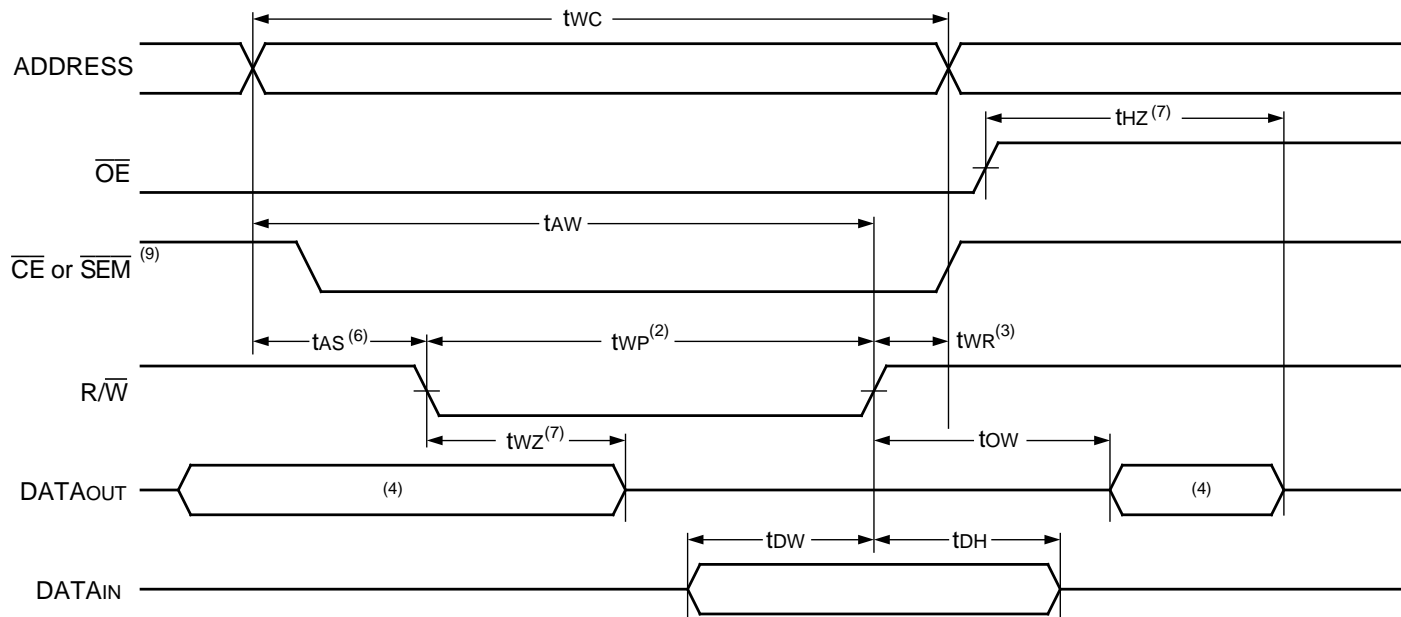 tWC
ADDRESS
tHZ(7)
OE
tAW
CE or SEM (9)
tAS(6) tWP(2) tWR(3)
R/W
tWZ(7) tOW
DATAOUT (4) (4)
tDW tDH
DATAIN